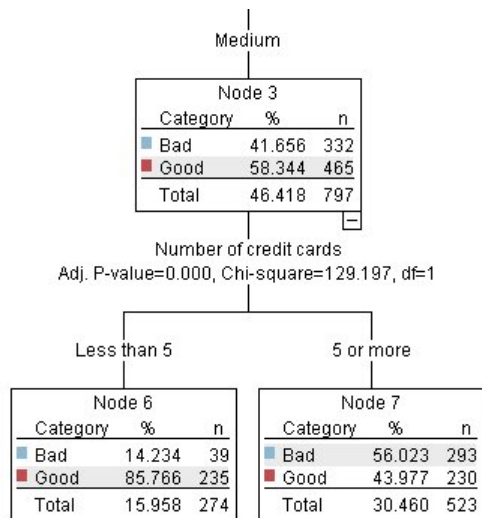 Medium
Node 3
Category % n
Bad 41.656 332
Good 58.344 465
Total 46.418 797
Number of credit cards
Adj. P-value=0.000, Chi-square=129.197, df=1
Less than 5
5 or more
Node 6
Category % n
Bad 14.234 39
Good 85.766 235
Total 15.958 274
Node 7
Category % n
Bad 56.023 293
Good 43.977 230
Total 30.460 523